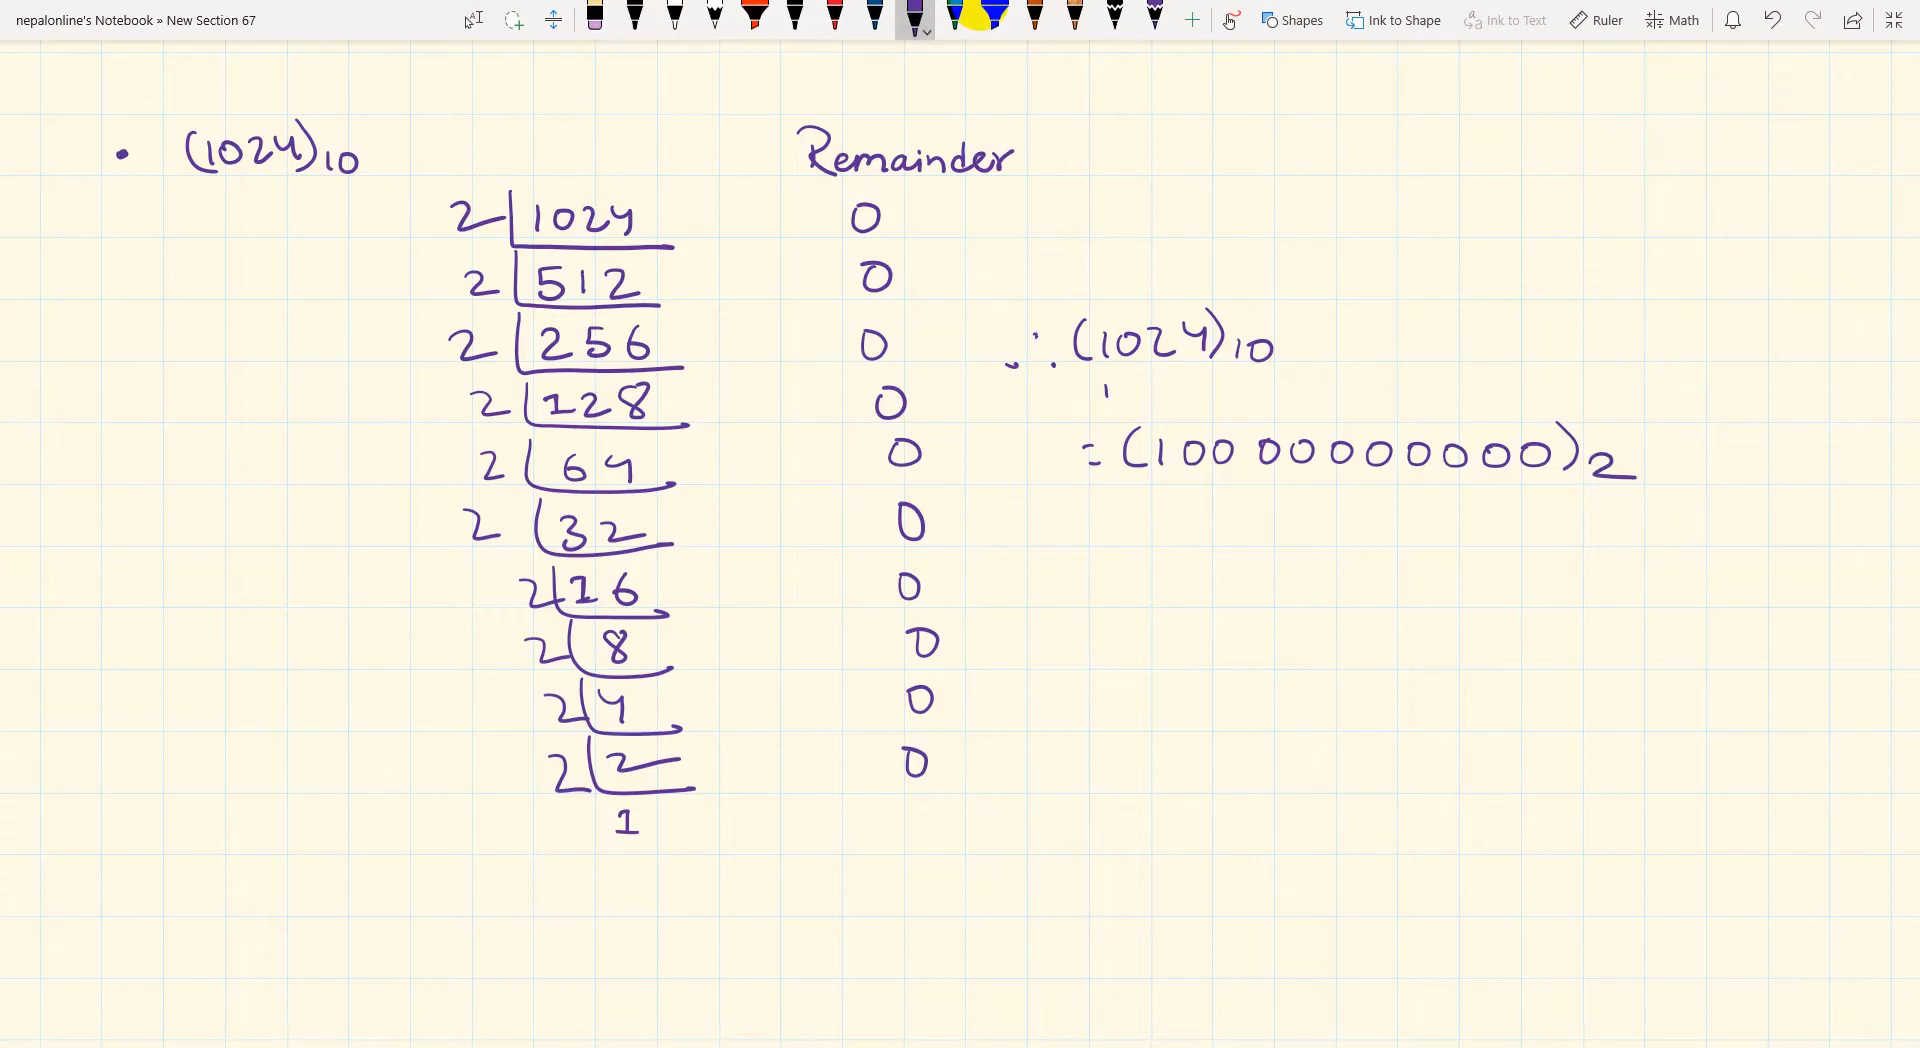 nepalonline's Notebook » New Section 67
Shapes Ink to Shape Ink to Text Ruler Math
• (1024)10 Remainder
2 1024 0
2 512 0
2 256 0
∴ (1024)10
2 128 0
2 64 0
= (10000000000)2
2 32 0
2 16 0
2 8 0
2 4 0
2 2 0
1